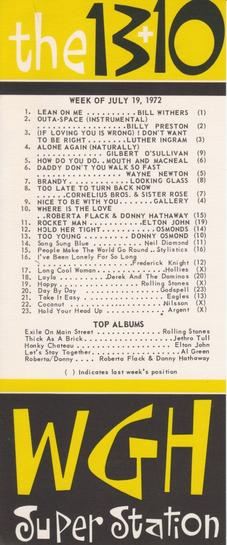 the 13+10
WEEK OF JULY 19, 1972
1. LEAN ON ME . . . . . . . . . . BILL WITHERS (1)
2. OUTA-SPACE (INSTRUMENTAL)
. . . . . . . . . . . . . BILLY PRESTON (2)
3. (IF LOVING YOU IS WRONG) I DON'T WANT
TO BE RIGHT . . . . . . . LUTHER INGRAM (3)
4. ALONE AGAIN (NATURALLY)
. . . . . . . . . GILBERT O'SULLIVAN (9)
5. HOW DO YOU DO. . MOUTH AND MACNEAL (6)
6. DADDY DON'T YOU WALK SO FAST
. . . . . . . . . . . . . WAYNE NEWTON (5)
7. BRANDY. . . . . . . . . . LOOKING GLASS (8)
8. TOO LATE TO TURN BACK NOW
. . . . . CORNELIUS BROS. & SISTER ROSE (7)
9. NICE TO BE WITH YOU . . . . . . . GALLERY (4)
10. WHERE IS THE LOVE
. . ROBERTA FLACK & DONNY HATHAWAY (15)
11. ROCKET MAN . . . . . . . . . ELTON JOHN (19)
12. HOLD HER TIGHT . . . . . . . . OSMONDS (14)
13. TOO YOUNG . . . . . . DONNY OSMOND (10)
14. Song Sung Blue . . . . . . Neil Diamond (11)
15. People Make The World Go Round . . Stylistics (16)
16. I've Been Lonely For So Long
. . . . . . . . . . . . Frederick Knight (12)
17. Long Cool Woman . . . . . . . . Hollies (X)
18. Layla . . . . . . Derek And The Dominos (20)
19. Happy . . . . . . . . . . Rolling Stones (X)
20. Day By Day . . . . . . . . . Godspell (23)
21. Take It Easy . . . . . . . . . . Eagles (13)
22. Coconut . . . . . . . . . . . . Nilsson (X)
23. Hold Your Head Up . . . . . . . . Argent (X)
TOP ALBUMS
Exile On Main Street . . . . . . . . Rolling Stones
Thick As A Brick . . . . . . . . . . Jethro Tull
Honky Chateau . . . . . . . . . . . Elton John
Let's Stay Together . . . . . . . . . . Al Green
Roberta/Donny . . Roberta Flack & Donny Hathaway
( ) Indicates last week's position
WGH
Super Station